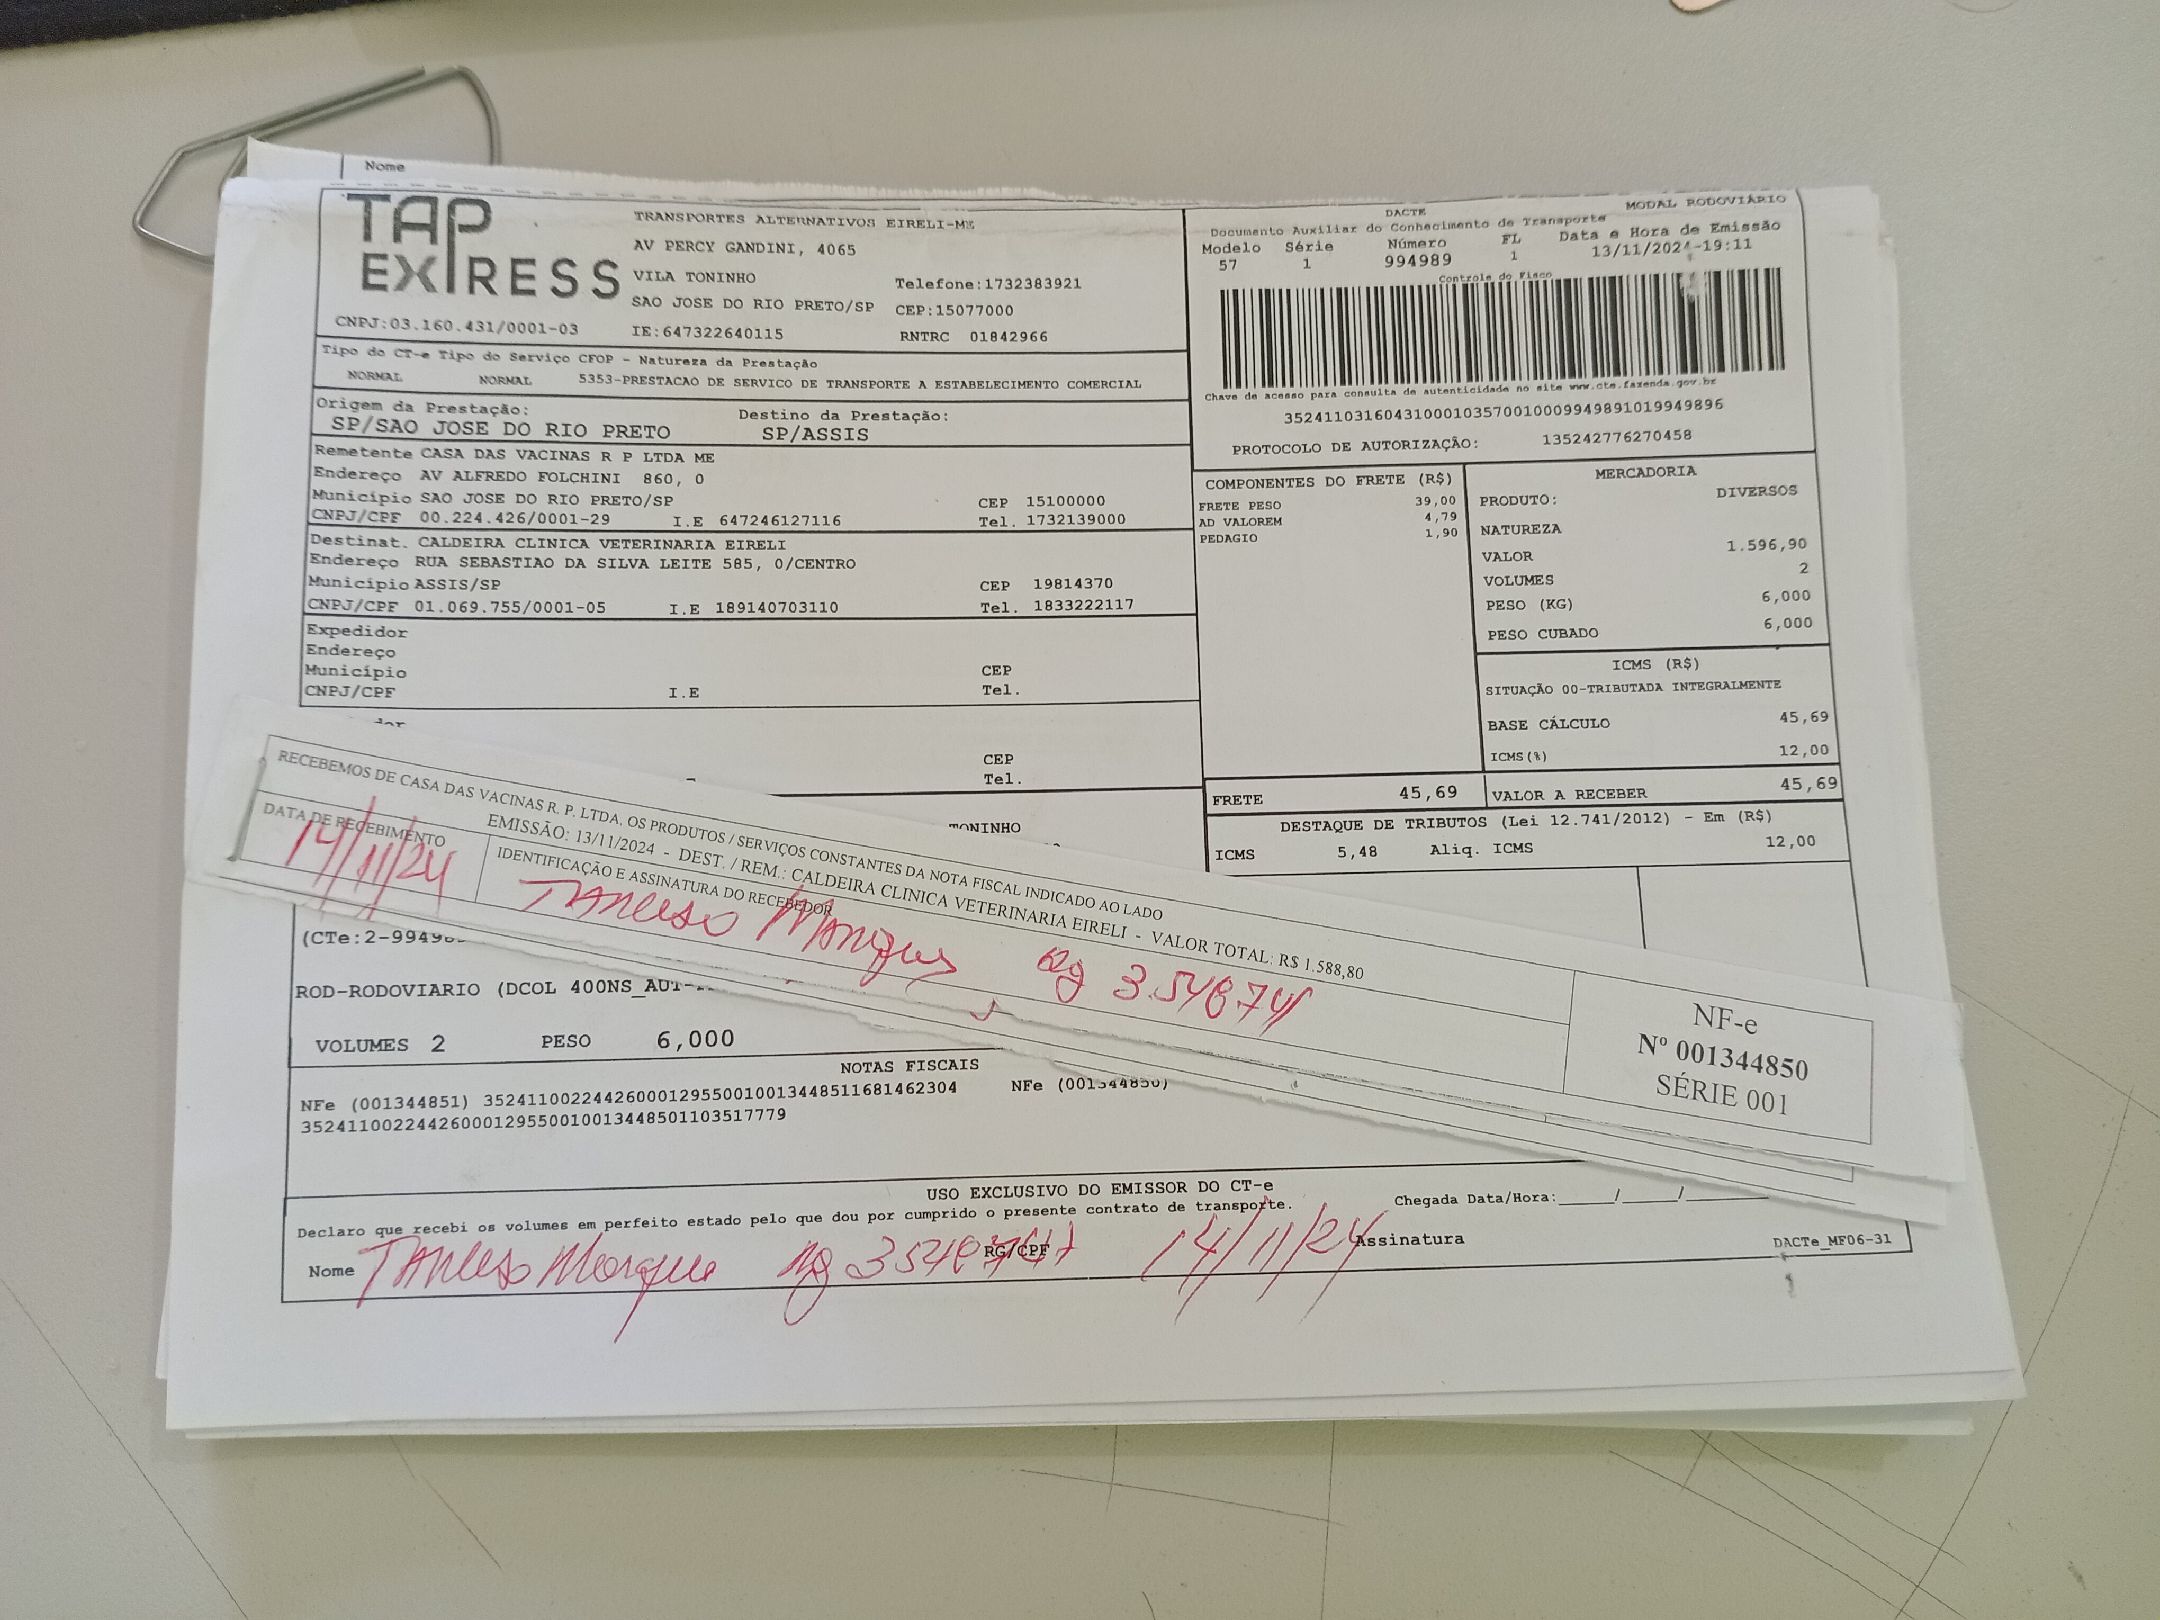 Nome
TAP EXPRESS
TRANSPORTES ALTERNATIVOS EIRELI-ME
AV PERCY GANDINI, 4065
VILA TONINHO Telefone:1732383921
SAO JOSE DO RIO PRETO/SP CEP:15077000
CNPJ:03.160.431/0001-03 IE:647322640115 RNTRC 01842966
DACTE MODAL RODOVIÁRIO
Documento Auxiliar do Conhecimento de Transporte
Modelo Série Número FL Data e Hora de Emissão
57 1 994989 1 13/11/2024-19:11
Controle do Fisco
Chave de acesso para consulta de autenticidade no site www.cte.fazenda.gov.br
35241103160431000103570010009949891019949896
PROTOCOLO DE AUTORIZAÇÃO: 135242776270458
Tipo do CT-e Tipo do Serviço CFOP - Natureza da Prestação
NORMAL NORMAL 5353-PRESTACAO DE SERVICO DE TRANSPORTE A ESTABELECIMENTO COMERCIAL
Origem da Prestação: Destino da Prestação:
SP/SAO JOSE DO RIO PRETO SP/ASSIS
Remetente CASA DAS VACINAS R P LTDA ME
Endereço AV ALFREDO FOLCHINI 860, 0
Município SAO JOSE DO RIO PRETO/SP CEP 15100000
CNPJ/CPF 00.224.426/0001-29 I.E 647246127116 Tel. 1732139000
Destinat. CALDEIRA CLINICA VETERINARIA EIRELI
Endereço RUA SEBASTIAO DA SILVA LEITE 585, 0/CENTRO
Município ASSIS/SP CEP 19814370
CNPJ/CPF 01.069.755/0001-05 I.E 189140703110 Tel. 1833222117
Expedidor
Endereço
Município CEP
CNPJ/CPF I.E Tel.
CEP
Tel.
TONINHO
COMPONENTES DO FRETE (R$)
FRETE PESO 39,00
AD VALOREM 4,79
PEDAGIO 1,90
MERCADORIA
PRODUTO: DIVERSOS
NATUREZA
VALOR 1.596,90
VOLUMES 2
PESO (KG) 6,000
PESO CUBADO 6,000
ICMS (R$)
SITUAÇÃO 00-TRIBUTADA INTEGRALMENTE
BASE CÁLCULO 45,69
ICMS(%) 12,00
FRETE 45,69 VALOR A RECEBER 45,69
DESTAQUE DE TRIBUTOS (Lei 12.741/2012) - Em (R$)
ICMS 5,48 Aliq. ICMS 12,00
RECEBEMOS DE CASA DAS VACINAS R. P. LTDA. OS PRODUTOS / SERVIÇOS CONSTANTES DA NOTA FISCAL INDICADO AO LADO
EMISSÃO: 13/11/2024 - DEST. / REM.: CALDEIRA CLINICA VETERINARIA EIRELI - VALOR TOTAL: R$ 1.588,80
DATA DE RECEBIMENTO IDENTIFICAÇÃO E ASSINATURA DO RECEBEDOR
14/11/24
NF-e
Nº 001344850
SÉRIE 001
ROD-RODOVIARIO (DCOL 400NS_AUT
VOLUMES 2 PESO 6,000
NOTAS FISCAIS
NFe (001344851) 35241100224426000129550010013448511681462304 NFe (001344850)
35241100224426000129550010013448501103517779
USO EXCLUSIVO DO EMISSOR DO CT-e
Declaro que recebi os volumes em perfeito estado pelo que dou por cumprido o presente contrato de transporte. Chegada Data/Hora:_____/_____/________
Nome RG/CPF 14/11/24 Assinatura DACTe_MF06-31